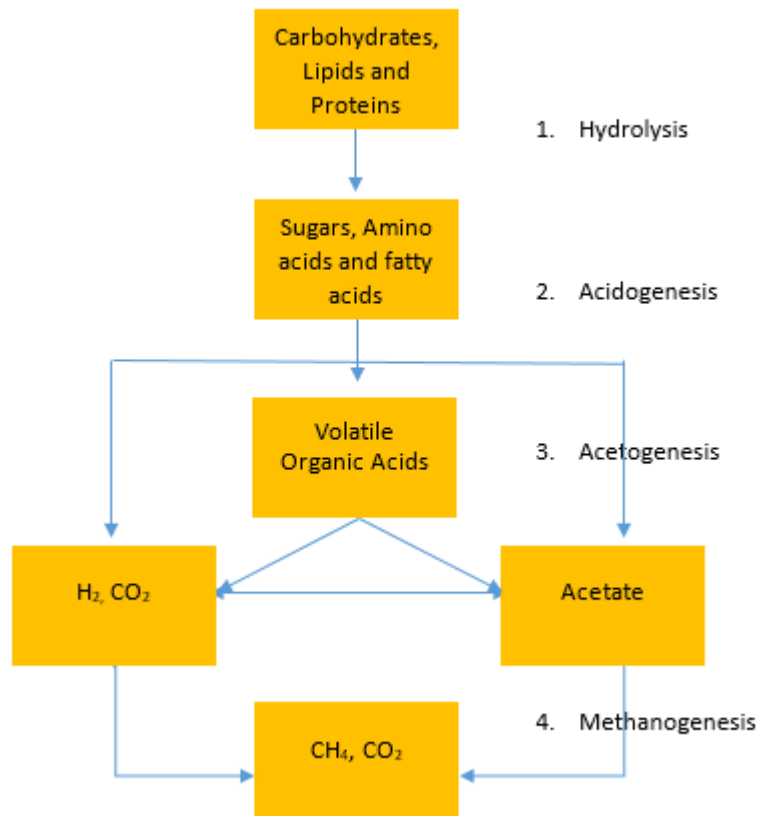 Carbohydrates,
Lipids and
Proteins
1. Hydrolysis
Sugars, Amino
acids and fatty
acids
2. Acidogenesis
Volatile
Organic Acids
3. Acetogenesis
H₂, CO₂
Acetate
4. Methanogenesis
CH₄, CO₂